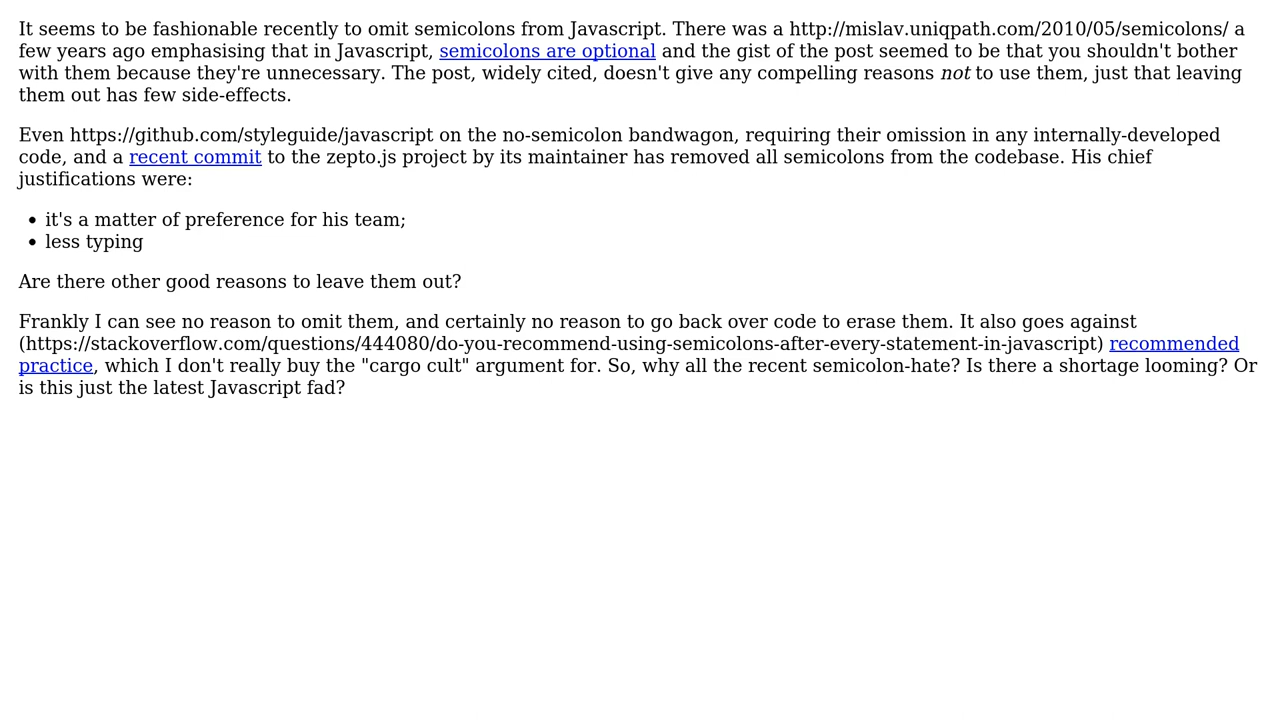 It seems to be fashionable recently to omit semicolons from Javascript. There was a http://mislav.uniqpath.com/2010/05/semicolons/ a
few years ago emphasising that in Javascript, semicolons are optional and the gist of the post seemed to be that you shouldn't bother
with them because they're unnecessary. The post, widely cited, doesn't give any compelling reasons not to use them, just that leaving
them out has few side-effects.
Even https://github.com/styleguide/javascript on the no-semicolon bandwagon, requiring their omission in any internally-developed
code, and a recent commit to the zepto.js project by its maintainer has removed all semicolons from the codebase. His chief
justifications were:
• it's a matter of preference for his team;
• less typing
Are there other good reasons to leave them out?
Frankly I can see no reason to omit them, and certainly no reason to go back over code to erase them. It also goes against
(https://stackoverflow.com/questions/444080/do-you-recommend-using-semicolons-after-every-statement-in-javascript) recommended
practice, which I don't really buy the "cargo cult" argument for. So, why all the recent semicolon-hate? Is there a shortage looming? Or
is this just the latest Javascript fad?